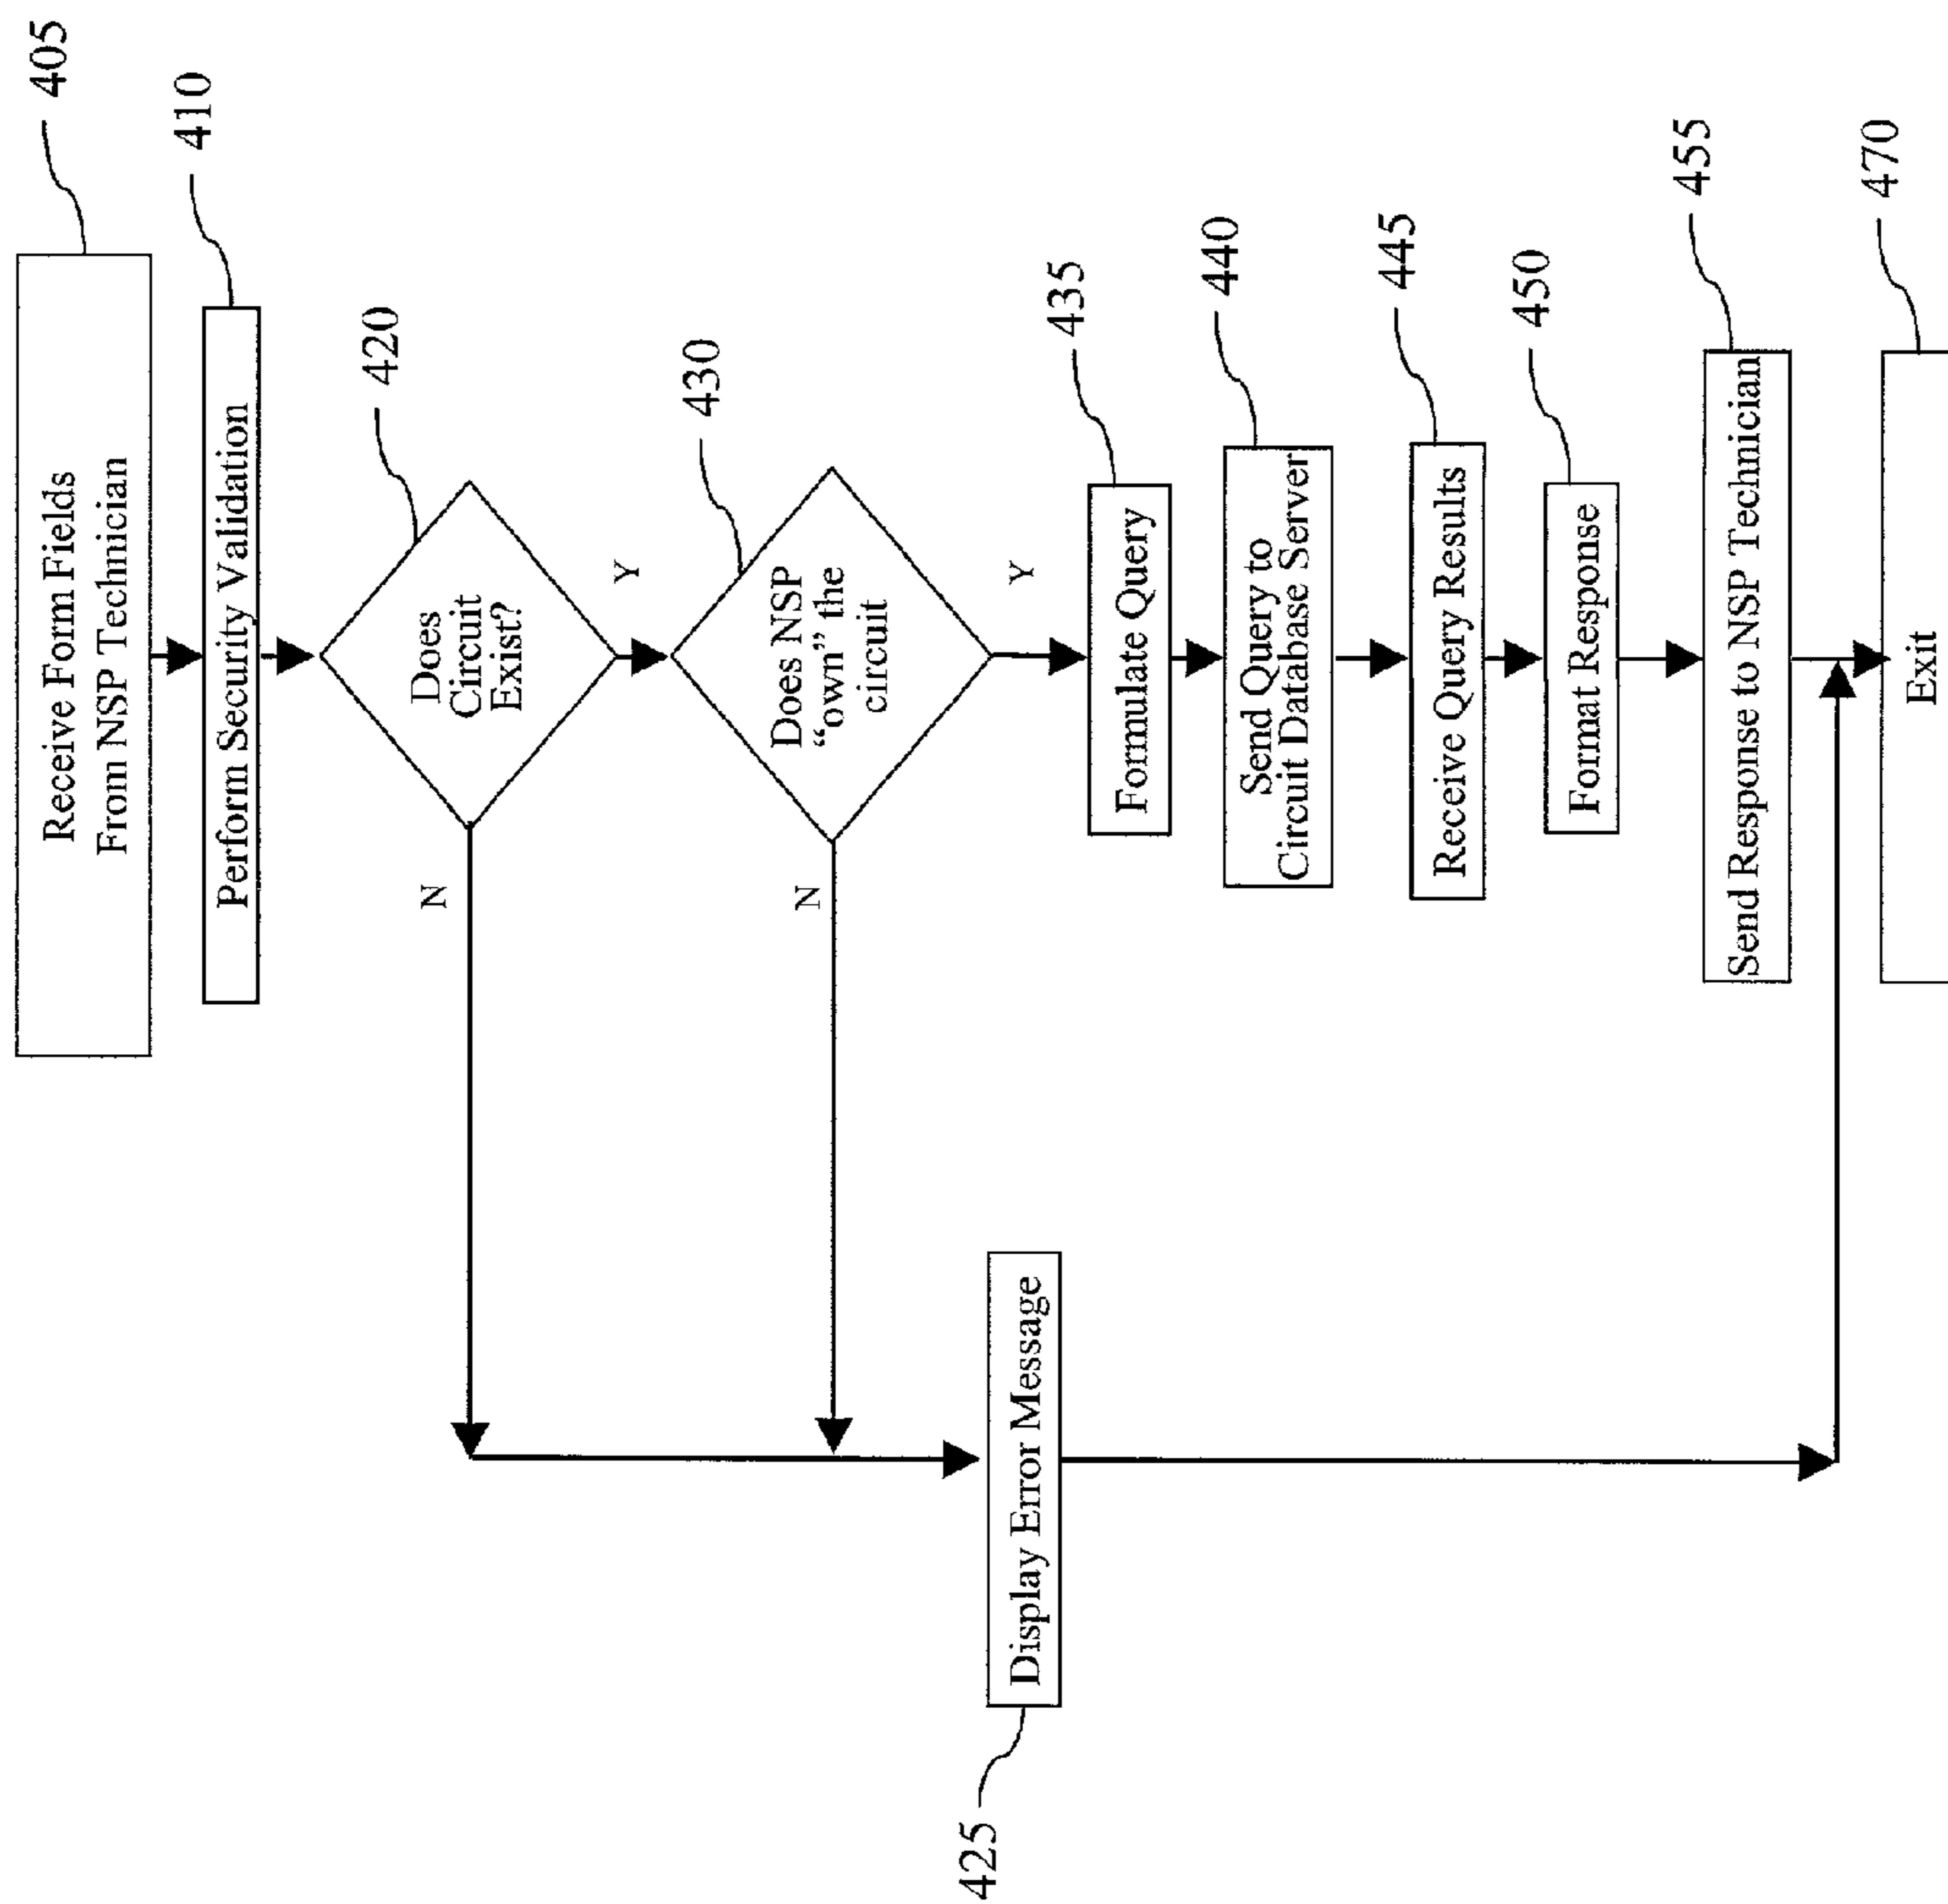 405
Receive Form Fields
From NSP Technician
410
Perform Security Validation
420
Does
Circuit
Exist?
N
Y
430
Does NSP
“own” the
circuit
N
Y
425
Display Error Message
435
Formulate Query
440
Send Query to
Circuit Database Server
445
Receive Query Results
450
Format Response
455
Send Response to NSP Technician
470
Exit